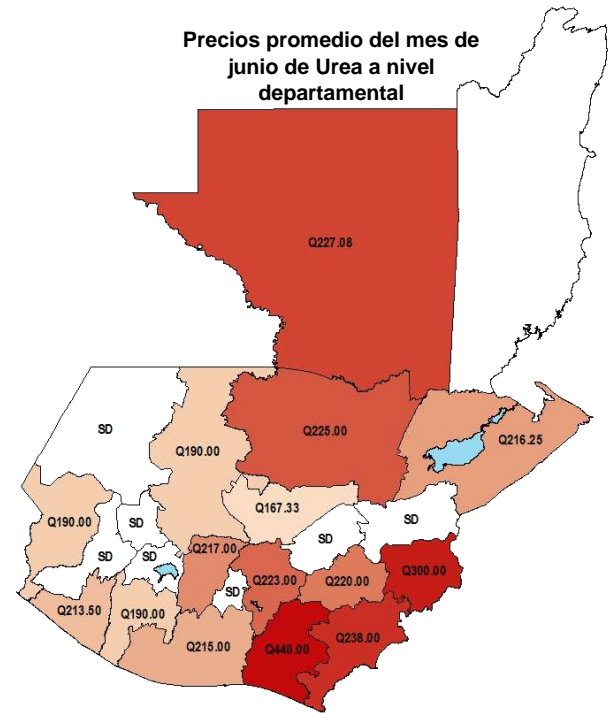 Precios promedio del mes de
junio de Urea a nivel
departamental
Q227.08
SD
Q190.00
Q225.00
Q216.25
Q167.33
Q190.00
SD
SD
SD
SD
SD
Q217.00
SD
Q223.00
Q220.00
Q300.00
Q213.50
Q190.00
Q215.00
Q440.00
Q238.00